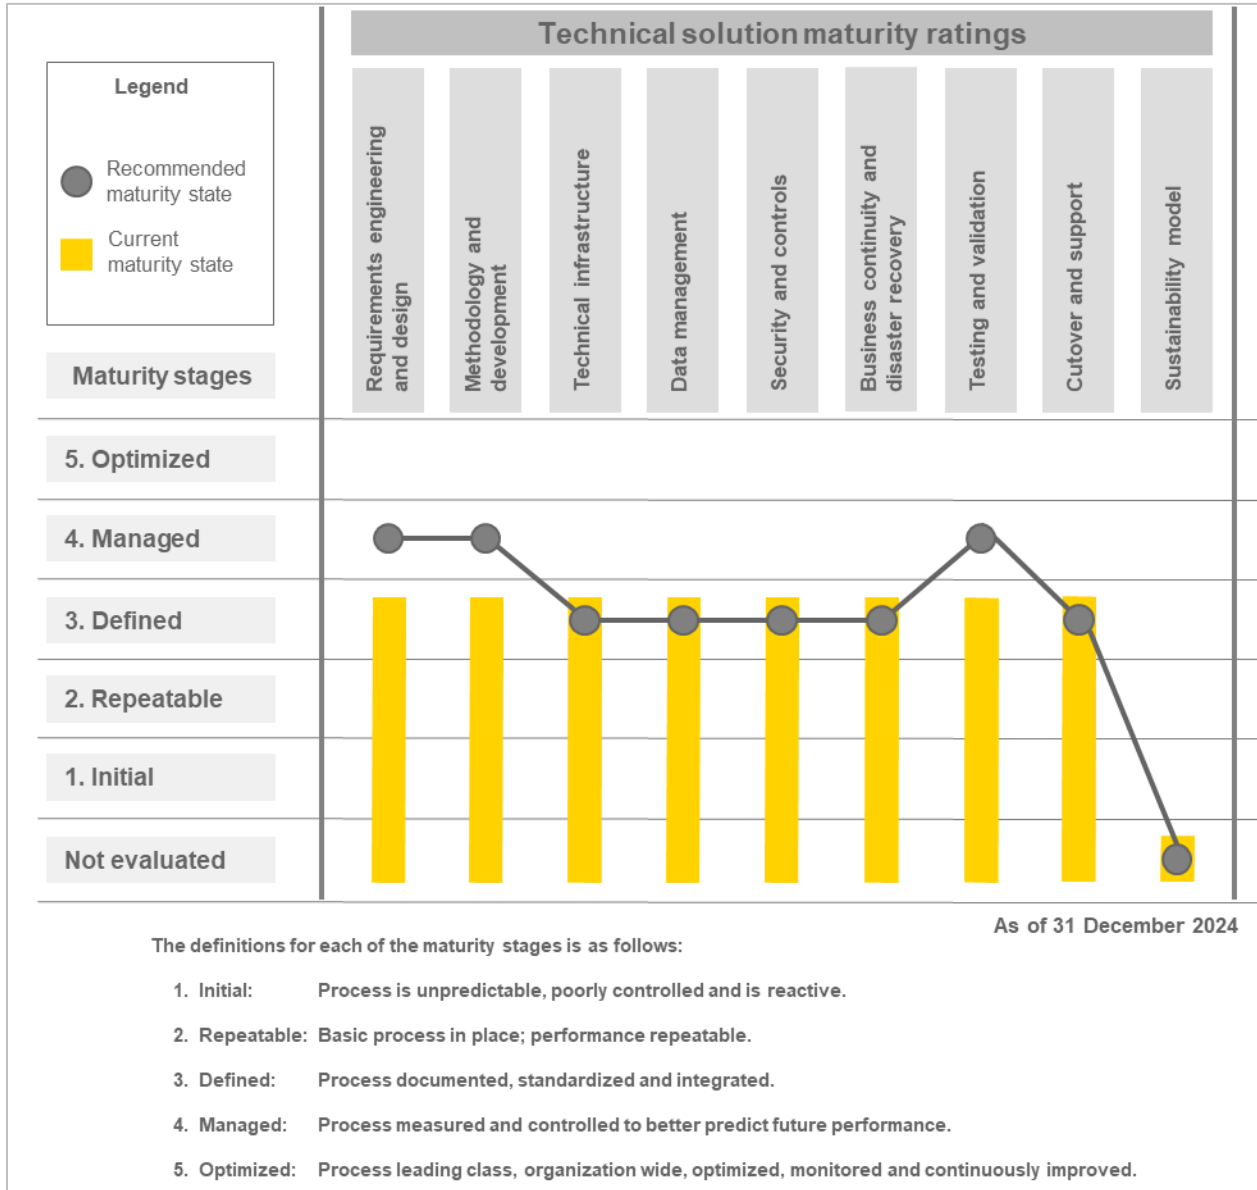 Technical solution maturity ratings
Legend
Recommended
maturity state
Current
maturity state
Requirements engineering
and design
Methodology and
development
Technical infrastructure
Data management
Security and controls
Business continuity and
disaster recovery
Testing and validation
Cutover and support
Sustainability model
Maturity stages
5. Optimized
4. Managed
3. Defined
2. Repeatable
1. Initial
Not evaluated
As of 31 December 2024
The definitions for each of the maturity stages is as follows:
1. Initial: Process is unpredictable, poorly controlled and is reactive.
2. Repeatable: Basic process in place; performance repeatable.
3. Defined: Process documented, standardized and integrated.
4. Managed: Process measured and controlled to better predict future performance.
5. Optimized: Process leading class, organization wide, optimized, monitored and continuously improved.